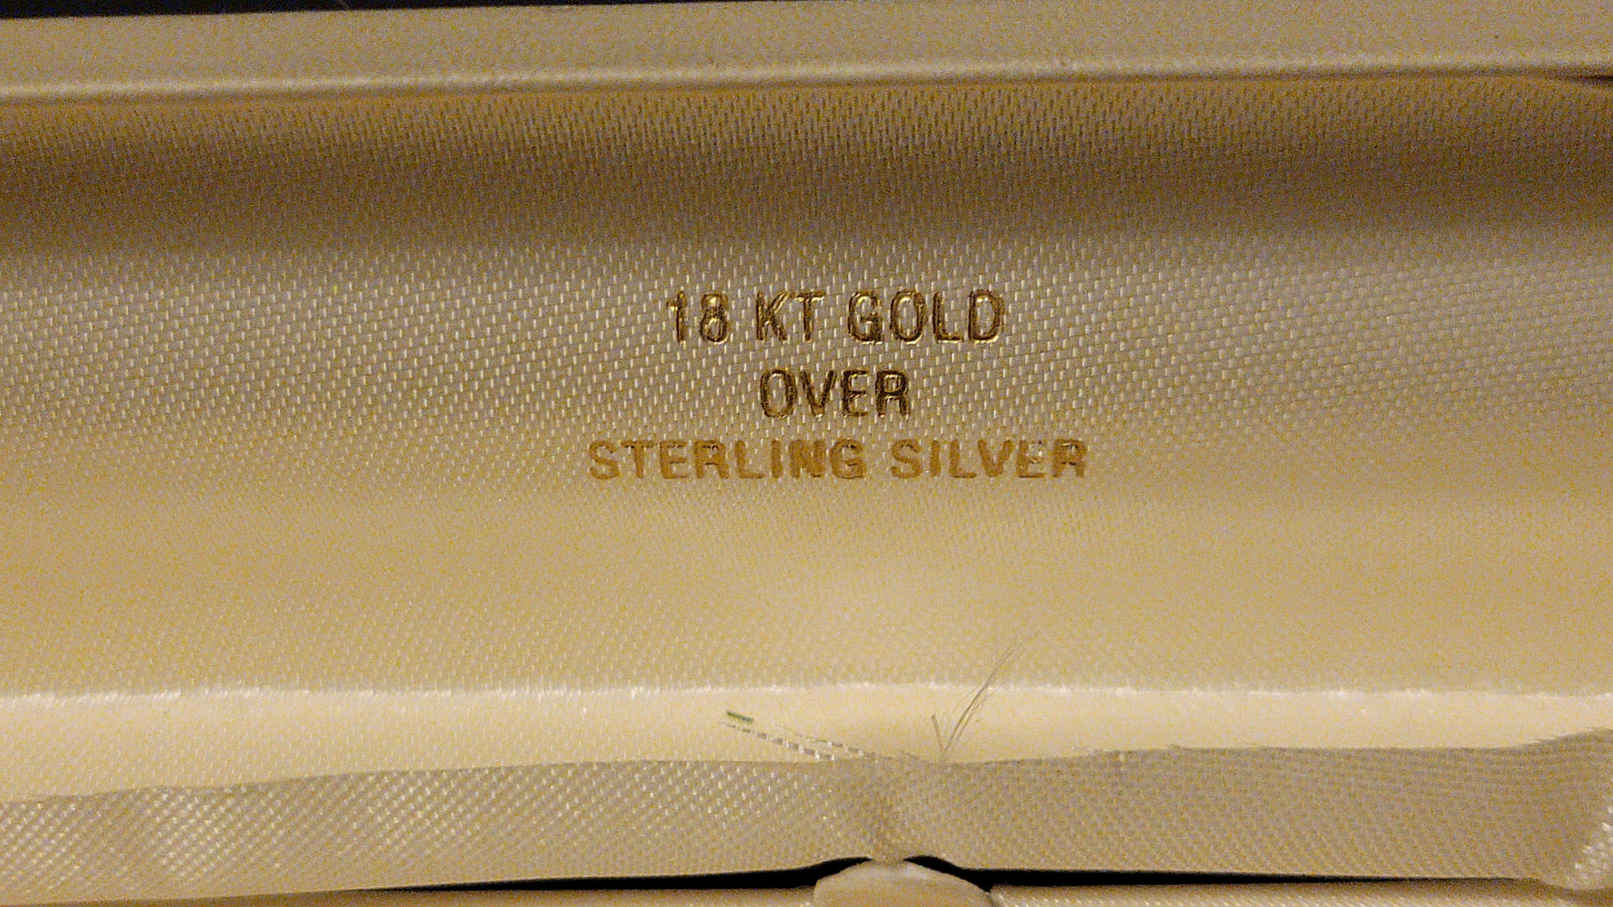 18 KT GOLD
OVER
STERLING SILVER